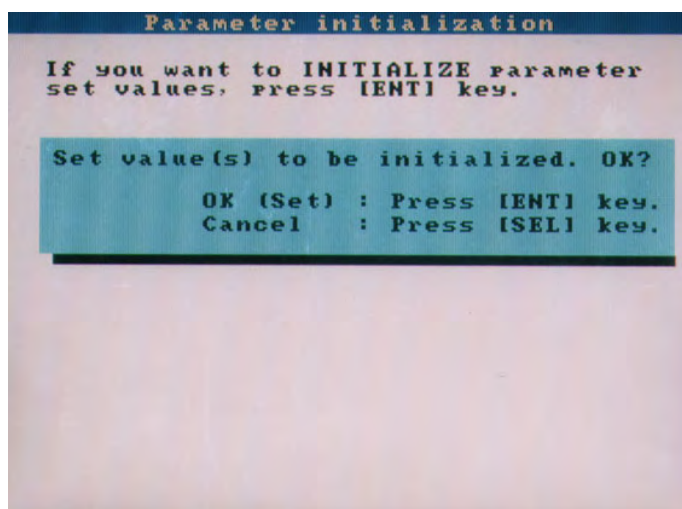 Parameter initialization
If you want to INITIALIZE parameter
set values, press [ENT] key.
Set value(s) to be initialized. OK?
OK (Set) : Press [ENT] key.
Cancel : Press [SEL] key.